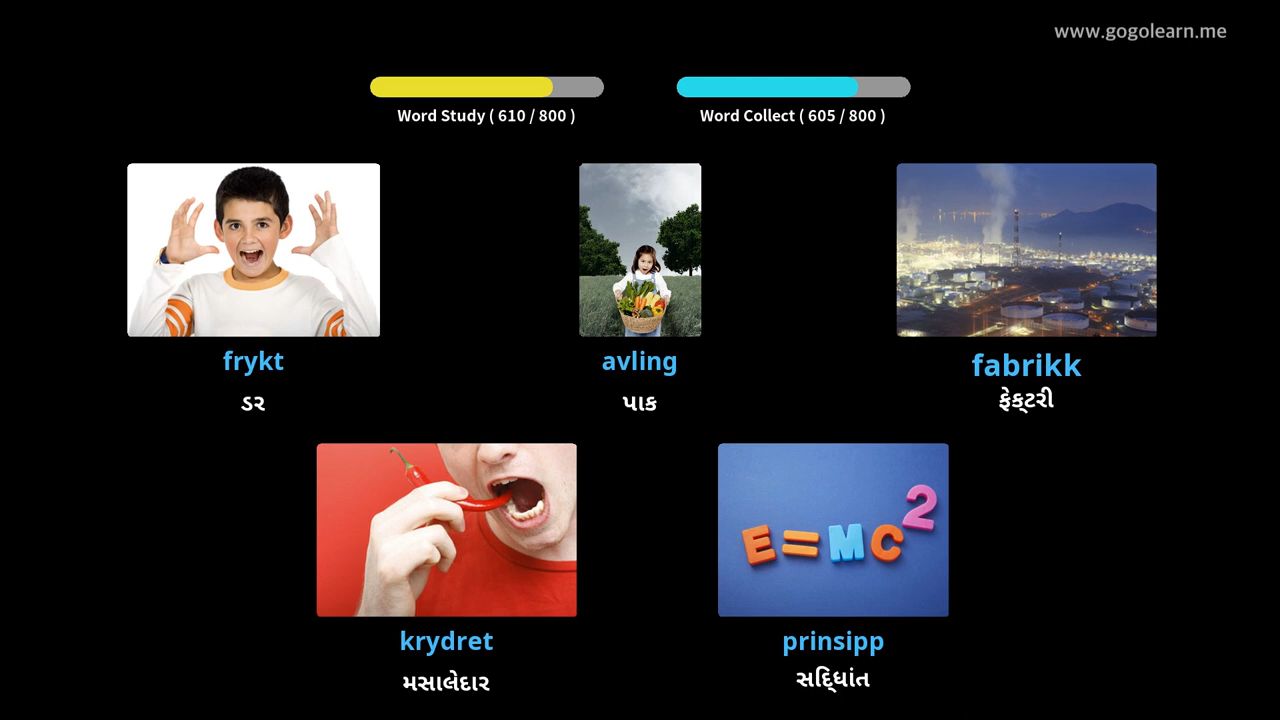 www.gogolearn.me
Word Study ( 610 / 800 )
Word Collect ( 605 / 800 )
frykt
ડર
avling
પાક
fabrikk
ફેક્ટરી
E=MC2
krydret
મસાલેદાર
prinsipp
સદ્ધિાંત